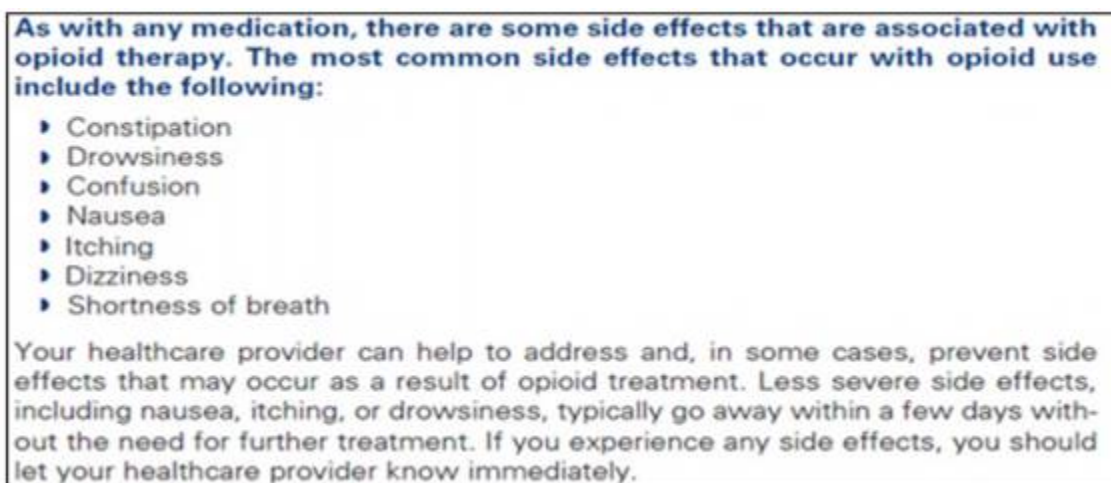 As with any medication, there are some side effects that are associated with
opioid therapy. The most common side effects that occur with opioid use
include the following:
Constipation
Drowsiness
Confusion
Nausea
Itching
Dizziness
Shortness of breath
Your healthcare provider can help to address and, in some cases, prevent side
effects that may occur as a result of opioid treatment. Less severe side effects,
including nausea, itching, or drowsiness, typically go away within a few days with-
out the need for further treatment. If you experience any side effects, you should
let your healthcare provider know immediately.